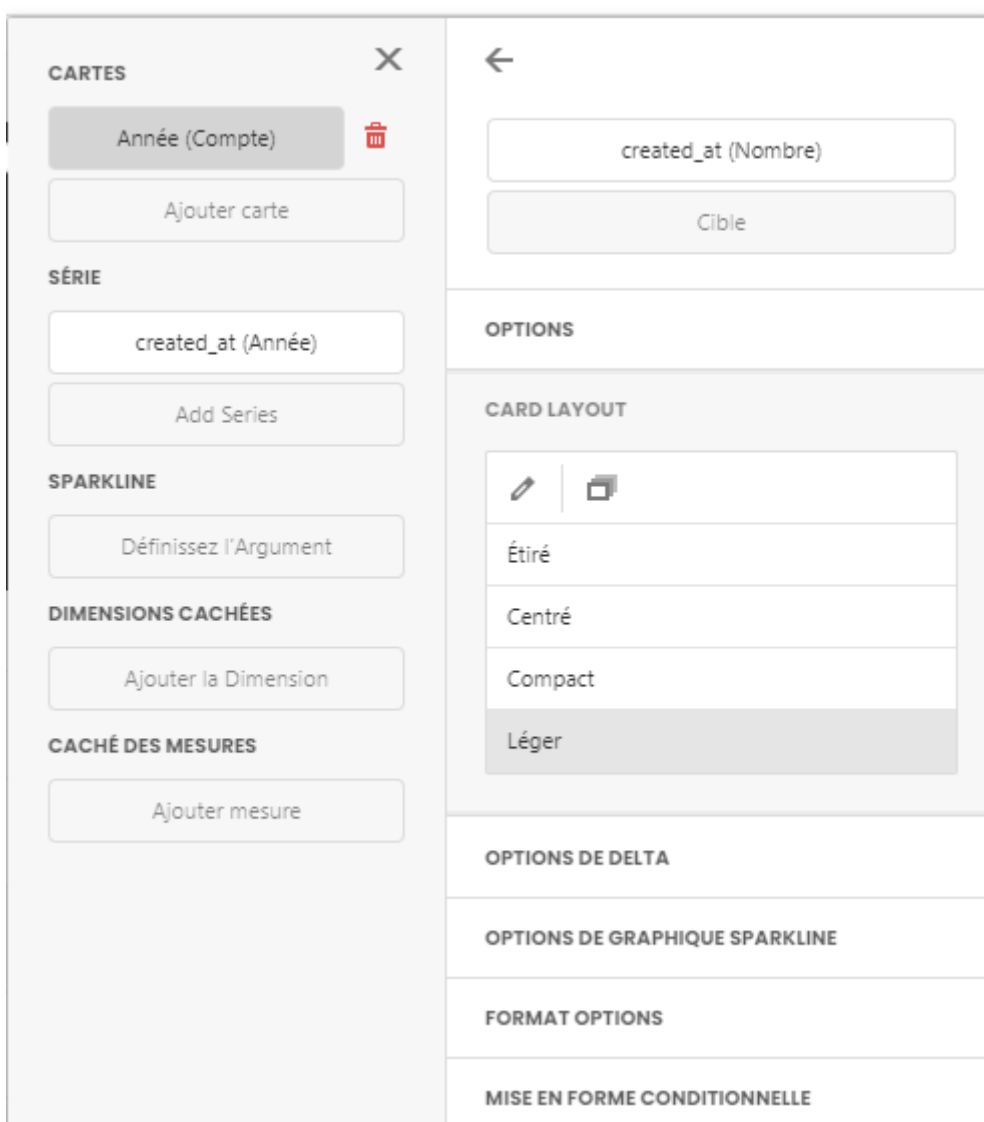 CARTES
Année (Compte)
Ajouter carte
SÉRIE
created_at (Année)
Add Series
SPARKLINE
Définissez l'Argument
DIMENSIONS CACHÉES
Ajouter la Dimension
CACHÉ DES MESURES
Ajouter mesure
created_at (Nombre)
Cible
OPTIONS
CARD LAYOUT
Étiré
Centré
Compact
Léger
OPTIONS DE DELTA
OPTIONS DE GRAPHIQUE SPARKLINE
FORMAT OPTIONS
MISE EN FORME CONDITIONNELLE